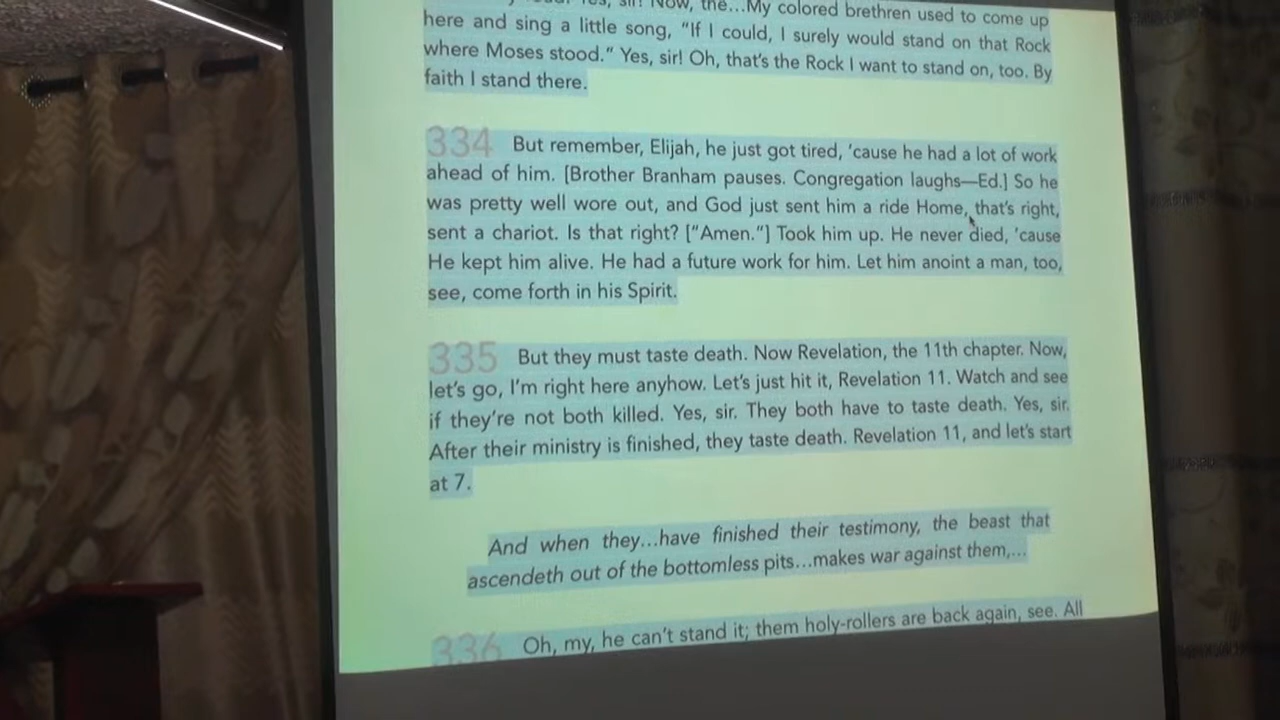 sir! Now, the…My colored brethren used to come up
here and sing a little song, “If I could, I surely would stand on that Rock
where Moses stood.” Yes, sir! Oh, that’s the Rock I want to stand on, too. By
faith I stand there.
334 But remember, Elijah, he just got tired, ’cause he had a lot of work
ahead of him. [Brother Branham pauses. Congregation laughs—Ed.] So he
was pretty well wore out, and God just sent him a ride Home, that’s right,
sent a chariot. Is that right? [“Amen.”] Took him up. He never died, ’cause
He kept him alive. He had a future work for him. Let him anoint a man, too,
see, come forth in his Spirit.
335 But they must taste death. Now Revelation, the 11th chapter. Now,
let’s go, I’m right here anyhow. Let’s just hit it, Revelation 11. Watch and see
if they’re not both killed. Yes, sir. They both have to taste death. Yes, sir.
After their ministry is finished, they taste death. Revelation 11, and let’s start
at 7.
And when they…have finished their testimony, the beast that
ascendeth out of the bottomless pits…makes war against them,…
336 Oh, my, he can’t stand it; them holy-rollers are back again, see. All